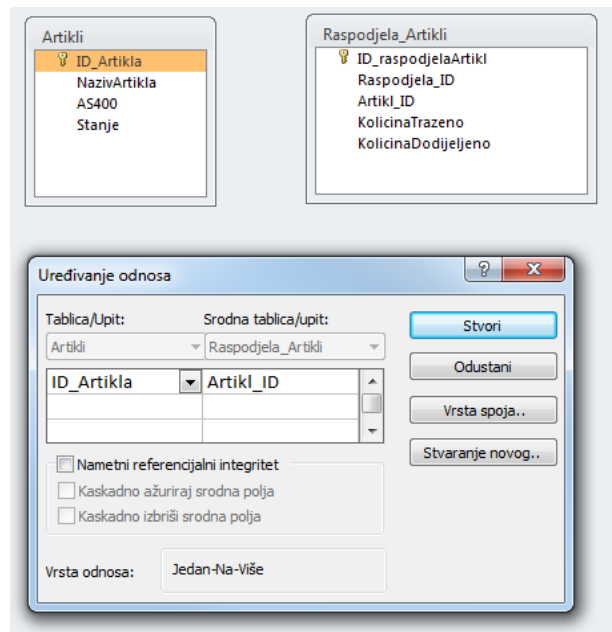 Artikli
ID_Artikla
NazivArtikla
AS400
Stanje
Raspodjela_Artikli
ID_raspodjelaArtikl
Raspodjela_ID
Artikl_ID
KolicinaTrazeno
KolicinaDodijeljeno
Uređivanje odnosa
?
Tablica/Upit: Srodna tablica/upit:
Artikli Raspodjela_Artikli
ID_Artikla Artikl_ID
Nametni referencijalni integritet
Kaskadno ažuriraj srodna polja
Kaskadno izbriši srodna polja
Vrsta odnosa: Jedan-Na-Više
Stvori
Odustani
Vrsta spoja..
Stvaranje novog..